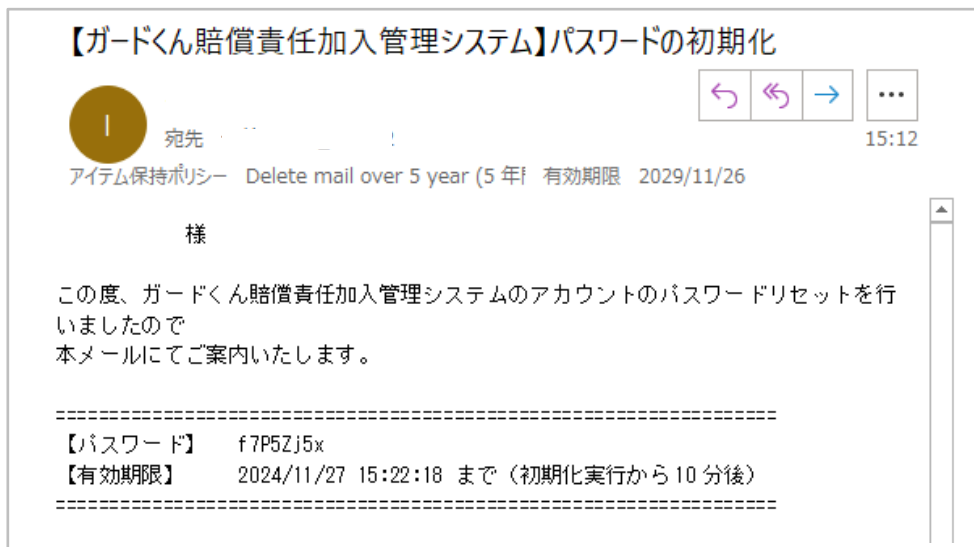 【ガードくん賠償責任加入管理システム】パスワードの初期化
I
宛先
15:12
アイテム保持ポリシー Delete mail over 5 year (5 年 有効期限 2029/11/26
様
この度、ガードくん賠償責任加入管理システムのアカウントのパスワードリセットを行
いましたので
本メールにてご案内いたします。
==================================================================
【パスワード】 f7P5Zj5x
【有効期限】 2024/11/27 15:22:18 まで（初期化実行から10分後）
==================================================================